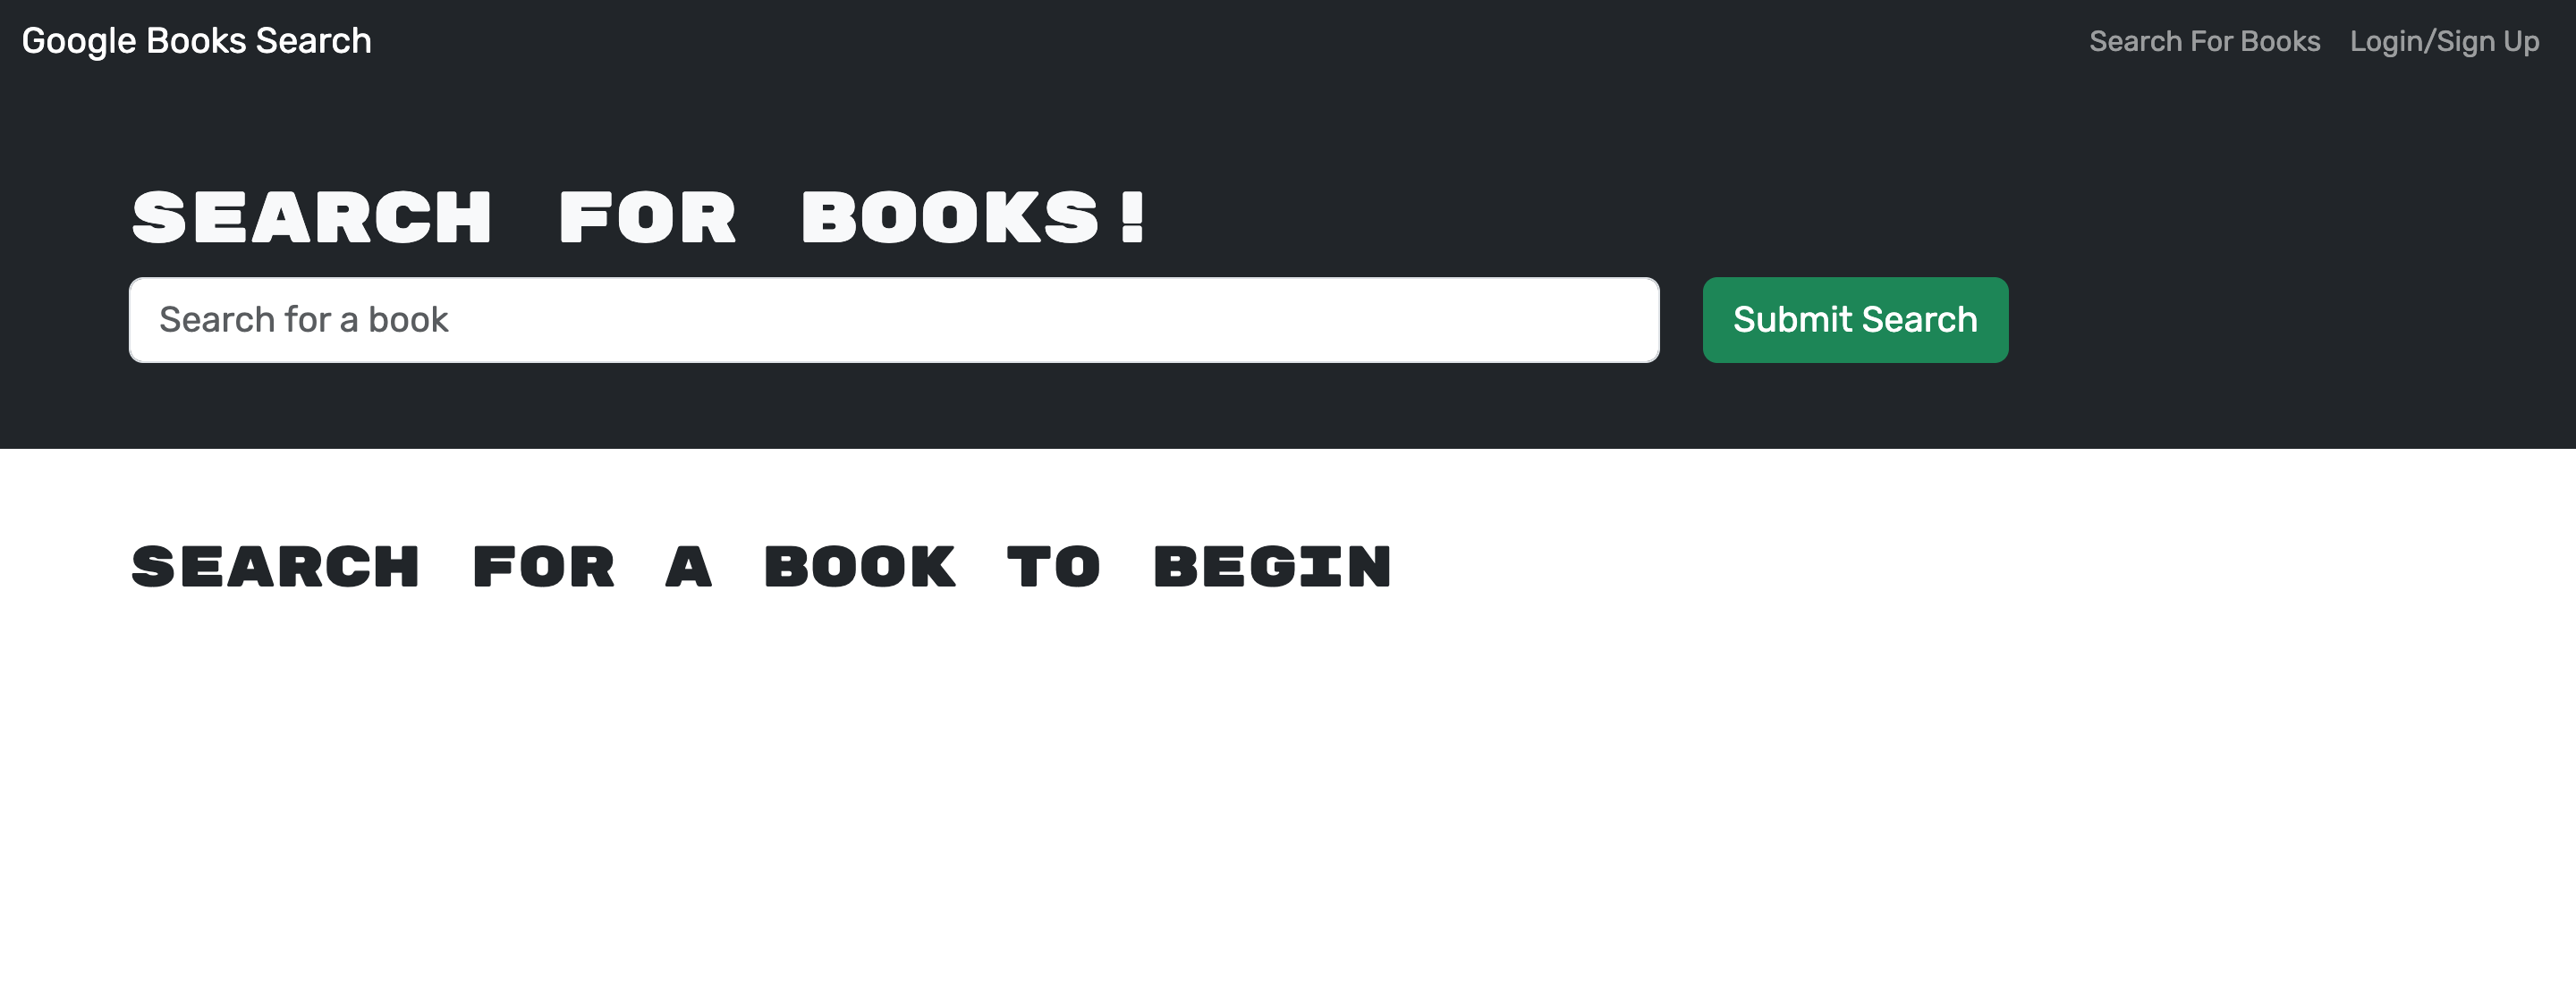 Google Books Search
Search For Books
Login/Sign Up
SEARCH FOR BOOKS!
Search for a book
Submit Search
SEARCH FOR A BOOK TO BEGIN